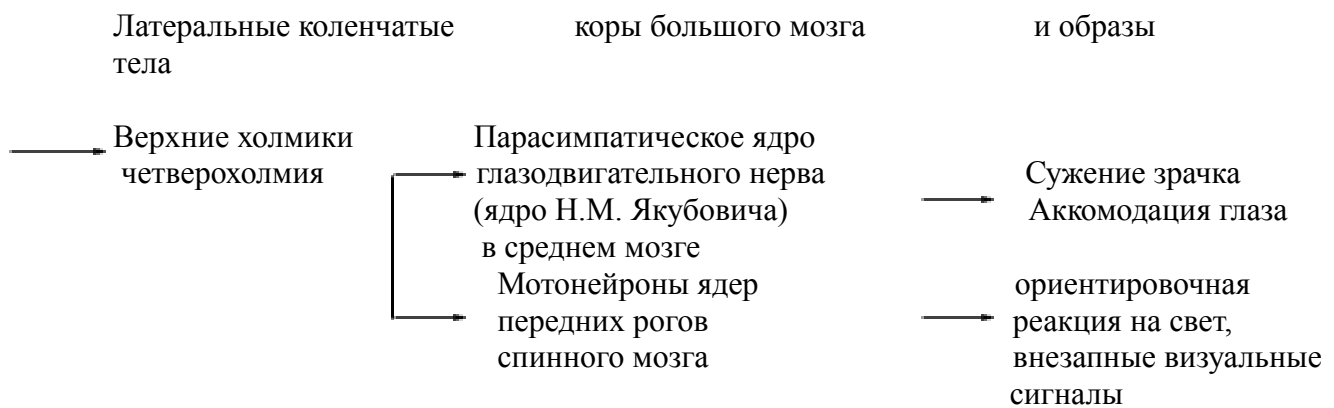 Латеральные коленчатые
тела
коры большого мозга
и образы
Верхние холмики
четверохолмия
Парасимпатическое ядро
глазодвигательного нерва
(ядро Н.М. Якубовича)
в среднем мозге
Сужение зрачка
Аккомодация глаза
Мотонейроны ядер
передних рогов
спинного мозга
ориентировочная
реакция на свет,
внезапные визуальные
сигналы